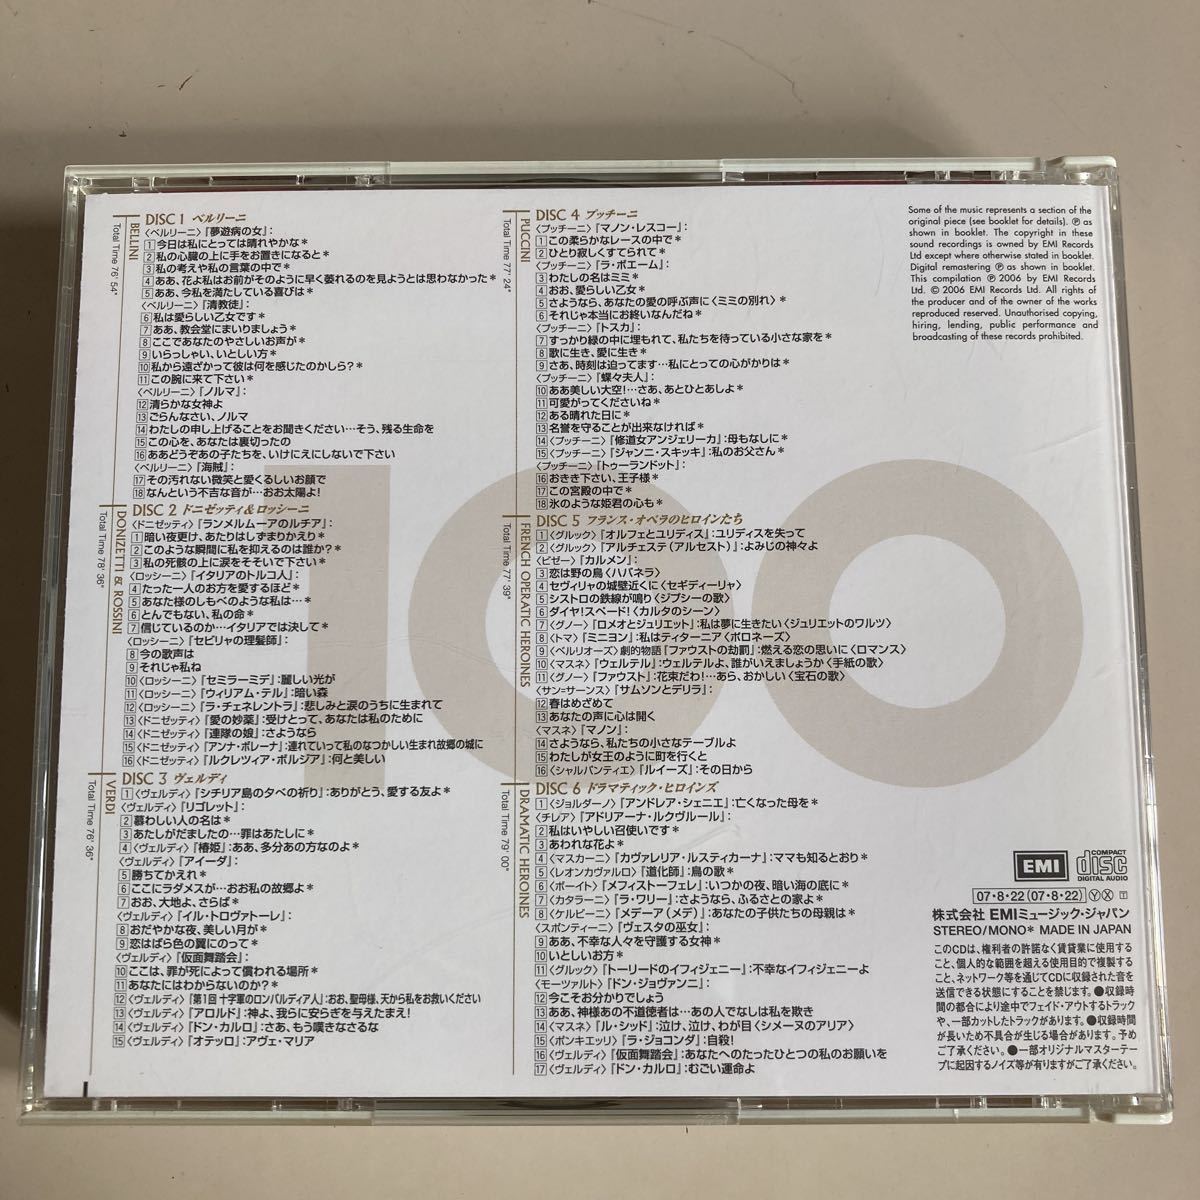 DISC 1 ベルリーニ
BELLINI
Total Time 76' 54"
〈ベルリーニ〉『夢遊病の女』:
1 今日は私にとっては晴れやかな＊
2 私の心臓の上に手をお置きになると＊
3 私の考えや私の言葉の中で＊
4 ああ、花よ私はお前がそのように早く萎れるのを見ようとは思わなかった＊
5 ああ、今私を満たしている喜びは＊
〈ベルリーニ〉『清教徒』:
6 私は愛らしい乙女です＊
7 ああ、教会堂にまいりましょう＊
8 ここであなたのやさしいお声が＊
9 いらっしゃい、いとしい方＊
10 私から遠ざかって彼は何を感じたのかしら?＊
11 この腕に来て下さい＊
〈ベルリーニ〉『ノルマ』:
12 清らかな女神よ
13 ごらんなさい、ノルマ
14 わたしの申し上げることをお聞きください…そう、残る生命を
15 この心を、あなたは裏切ったの
16 ああどうぞあの子たちを、いけにえにしないで下さい
〈ベルリーニ〉『海賊』:
17 その汚れない微笑と愛くるしいお顔で
18 なんという不吉な音が…おお太陽よ!
DISC 2 ドニゼッティ&ロッシーニ
DONIZETTI & ROSSINI
Total Time 78' 36"
〈ドニゼッティ〉『ランメルムーアのルチア』:
1 暗い夜更け、あたりはしずまりかえり＊
2 このような瞬間に私を抑えるのは誰か?＊
3 私の死骸の上に涙をそそいで下さい＊
〈ロッシーニ〉『イタリアのトルコ人』:
4 たった一人のお方を愛するほど＊
5 あなた様のしもべのような私は…＊
6 とんでもない、私の命＊
7 信じているのか…イタリアでは決して＊
〈ロッシーニ〉『セビリャの理髪師』:
8 今の歌声は
9 それじゃ私ね
10 〈ロッシーニ〉『セミラーミデ』:麗しい光が
11 〈ロッシーニ〉『ウィリアム・テル』:暗い森
12 〈ロッシーニ〉『ラ・チェネレントラ』:悲しみと涙のうちに生まれて
13 〈ドニゼッティ〉『愛の妙薬』:受けとって、あなたは私のために
14 〈ドニゼッティ〉『連隊の娘』:さようなら
15 〈ドニゼッティ〉『アンナ・ボレーナ』:連れていって私のなつかしい生まれ故郷の城に
16 〈ドニゼッティ〉『ルクレツィア・ボルジア』:何と美しい
DISC 3 ヴェルディ
VERDI
Total Time 76' 36"
1 〈ヴェルディ〉『シチリア島の夕べの祈り』:ありがとう、愛する友よ＊
〈ヴェルディ〉『リゴレット』:
2 慕わしい人の名は＊
3 あたしがだましたの…罪はあたしに＊
4 〈ヴェルディ〉『椿姫』:ああ、多分あの方なのよ＊
〈ヴェルディ〉『アイーダ』:
5 勝ちてかえれ＊
6 ここにラダメスが…おお私の故郷よ＊
7 おお、大地よ、さらば＊
〈ヴェルディ〉『イル・トロヴァトーレ』:
8 おだやかな夜、美しい月が＊
9 恋はばら色の翼にのって＊
〈ヴェルディ〉『仮面舞踏会』:
10 ここは、罪が死によって償われる場所＊
11 あなたにはわからないのか?＊
12 〈ヴェルディ〉『第1回 十字軍のロンバルディア人』:おお、聖母様、天から私をお救いください
13 〈ヴェルディ〉『アロルド』:神よ、我らに安らぎを与えたまえ!
14 〈ヴェルディ〉『ドン・カルロ』:さあ、もう嘆きなさるな
15 〈ヴェルディ〉『オテッロ』:アヴェ・マリア
DISC 4 プッチーニ
PUCCINI
Total Time 77' 24"
〈プッチーニ〉『マノン・レスコー』:
1 この柔らかなレースの中で＊
2 ひとり寂しくすてられて＊
〈プッチーニ〉『ラ・ボエーム』:
3 わたしの名はミミ＊
4 おお、愛らしい乙女＊
5 さようなら、あなたの愛の呼ぶ声に〈ミミの別れ〉＊
6 それじゃ本当にお終いなんだね＊
〈プッチーニ〉『トスカ』:
7 すっかり緑の中に埋もれて、私たちを待っている小さな家を＊
8 歌に生き、愛に生き＊
9 さあ、時刻は迫ってます…私にとっての心がかりは＊
〈プッチーニ〉『蝶々夫人』:
10 ああ美しい大空!…さあ、あとひとあしよ＊
11 可愛がってくださいね＊
12 ある晴れた日に＊
13 名誉を守ることが出来なければ＊
14 〈プッチーニ〉『修道女アンジェリーカ』:母もなしに＊
15 〈プッチーニ〉『ジャンニ・スキッキ』:私のお父さん＊
〈プッチーニ〉『トゥーランドット』:
16 おきき下さい、王子様＊
17 この宮殿の中で＊
18 氷のような姫君の心も＊
DISC 5 フランス・オペラのヒロインたち
FRENCH OPERATIC HEROINES
Total Time 77' 39"
1 〈グルック〉『オルフェとユリディス』:ユリディスを失って
2 〈グルック〉『アルチェステ(アルセスト)』:よみじの神々よ
〈ビゼー〉『カルメン』:
3 恋は野の鳥〈ハバネラ〉
4 セヴィリャの城壁近くに〈セギディーリャ〉
5 シストロの鉄線が鳴り〈ジプシーの歌〉
6 ダイヤ!スペード!〈カルタのシーン〉
7 〈グノー〉『ロメオとジュリエット』:私は夢に生きたい〈ジュリエットのワルツ〉
8 〈トマ〉『ミニヨン』:私はティターニア〈ポロネーズ〉
9 〈ベルリオーズ〉劇的物語『ファウストの劫罰』:燃える恋の思いに〈ロマンス〉
10 〈マスネ〉『ウェルテル』:ウェルテルよ、誰がいえましょうか〈手紙の歌〉
11 〈グノー〉『ファウスト』:花束だわ!…あら、おかしい〈宝石の歌〉
〈サン=サーンス〉『サムソンとデリラ』:
12 春はめざめて
13 あなたの声に心は開く
〈マスネ〉『マノン』:
14 さようなら、私たちの小さなテーブルよ
15 わたしが女王のように町を行くと
16 〈シャルパンティエ〉『ルイーズ』:その日から
DISC 6 ドラマティック・ヒロインズ
DRAMATIC HEROINES
Total Time 79' 00"
1 〈ジョルダーノ〉『アンドレア・シェニエ』:亡くなった母を＊
〈チレア〉『アドリアーナ・ルクヴルール』:
2 私はいやしい召使いです＊
3 あわれな花よ＊
4 〈マスカーニ〉『カヴァレリア・ルスティカーナ』:ママも知るとおり＊
5 〈レオンカヴァルロ〉『道化師』:鳥の歌＊
6 〈ボーイト〉『メフィストーフェレ』:いつかの夜、暗い海の底に＊
7 〈カタラーニ〉『ラ・ワリー』:さようなら、ふるさとの家よ＊
8 〈ケルビーニ〉『メデーア(メデ)』:あなたの子供たちの母親は＊
〈スポンティーニ〉『ヴェスタの巫女』:
9 ああ、不幸な人々を守護する女神＊
10 いとしいお方＊
11 〈グルック〉『トーリードのイフィジェニー』:不幸なイフィジェニーよ
〈モーツァルト〉『ドン・ジョヴァンニ』:
12 今こそお分かりでしょう
13 ああ、神様あの不道徳者は…あの人でなしは私を欺き
14 〈マスネ〉『ル・シッド』:泣け、泣け、わが目〈シメーヌのアリア〉
15 〈ポンキエッリ〉『ラ・ジョコンダ』:自殺!
16 〈ヴェルディ〉『仮面舞踏会』:あなたへのたったひとつの私のお願いを
17 〈ヴェルディ〉『ドン・カルロ』:むごい運命よ
100
Some of the music represents a section of the
original piece (see booklet for details). ℗ as
shown in booklet. The copyright in these
sound recordings is owned by EMI Records
Ltd except where otherwise stated in booklet.
Digital remastering ℗ as shown in booklet.
This compilation ℗ 2006 by EMI Records
Ltd. © 2006 EMI Records Ltd. All rights of
the producer and of the owner of the works
reproduced reserved. Unauthorised copying,
hiring, lending, public performance and
broadcasting of these records prohibited.
EMI
COMPACT
disc
DIGITAL AUDIO
07・8・22 (07・8・22) Ⓨ Ⓧ T
株式会社 EMIミュージック・ジャパン
STEREO/MONO＊ MADE IN JAPAN
このCDは、権利者の許諾なく賃貸業に使用する
こと、個人的な範囲を超える使用目的で複製する
こと、ネットワーク等を通じてCDに収録された音を
送信できる状態にすることを禁じます。●収録時
間の都合により途中でフェイド・アウトするトラック
や、一部カットしたトラックがあります。●収録時間
が長いため不具合が生じる場合があります。予め
ご了承ください。●一部オリジナルマスターテー
プに起因するノイズ等が有りますがご了承ください。